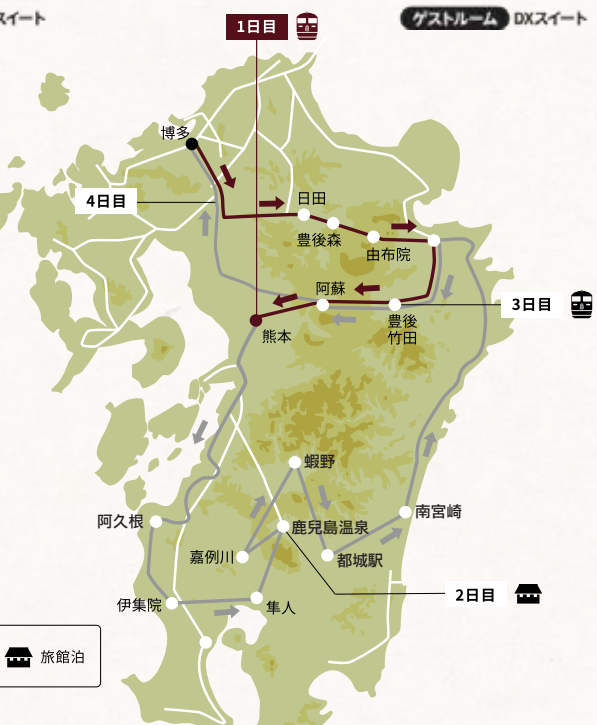 スイート
1日目
ゲストルーム DXスイート
博多
4日目
日田
豊後森
由布院
阿蘇
3日目
豊後
竹田
熊本
蝦野
阿久根
南宮崎
鹿兒島温泉
嘉例川
都城駅
2日目
伊集院
隼人
旅館泊